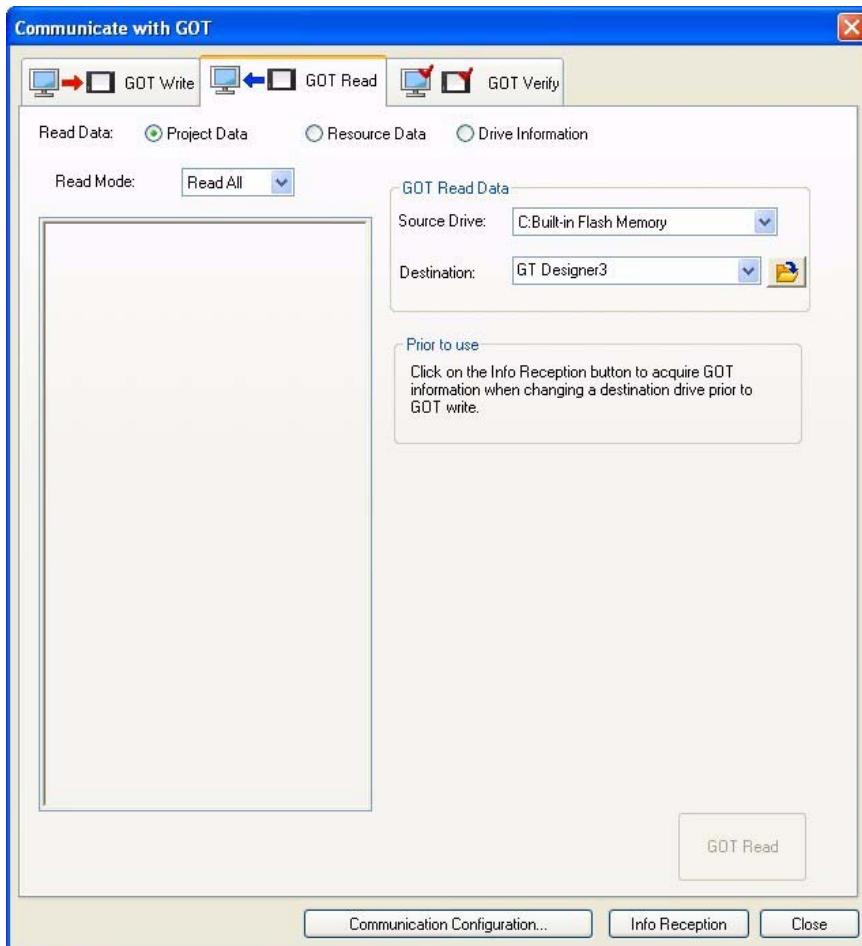 Communicate with GOT
GOT Write GOT Read GOT Verify
Read Data: Project Data Resource Data Drive Information
Read Mode: Read All
GOT Read Data
Source Drive: C:Built-in Flash Memory
Destination: GT Designer3
Prior to use
Click on the Info Reception button to acquire GOT
information when changing a destination drive prior to
GOT write.
GOT Read
Communication Configuration... Info Reception Close